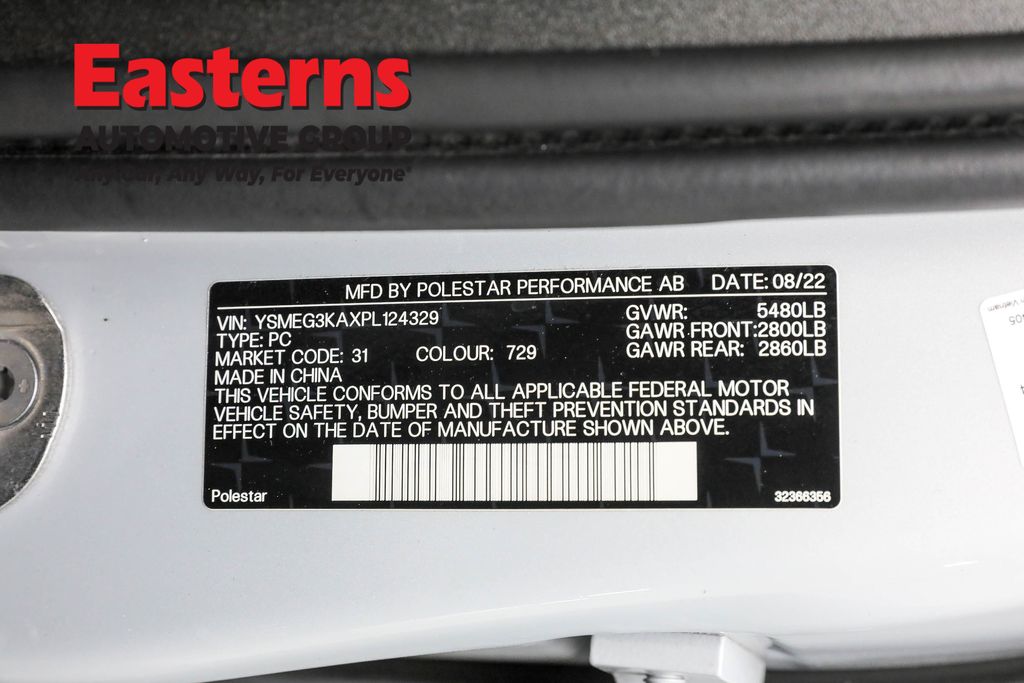 Easterns
AUTOMOTIVE GROUP
Any Car, Any Way, For Everyone®
MFD BY POLESTAR PERFORMANCE AB DATE: 08/22
VIN: YSMEG3KAXPL124329 GVWR: 5480LB
TYPE: PC GAWR FRONT:2800LB
MARKET CODE: 31 COLOUR: 729 GAWR REAR: 2860LB
MADE IN CHINA
THIS VEHICLE CONFORMS TO ALL APPLICABLE FEDERAL MOTOR
VEHICLE SAFETY, BUMPER AND THEFT PREVENTION STANDARDS IN
EFFECT ON THE DATE OF MANUFACTURE SHOWN ABOVE.
Polestar 32366356
Vietnam